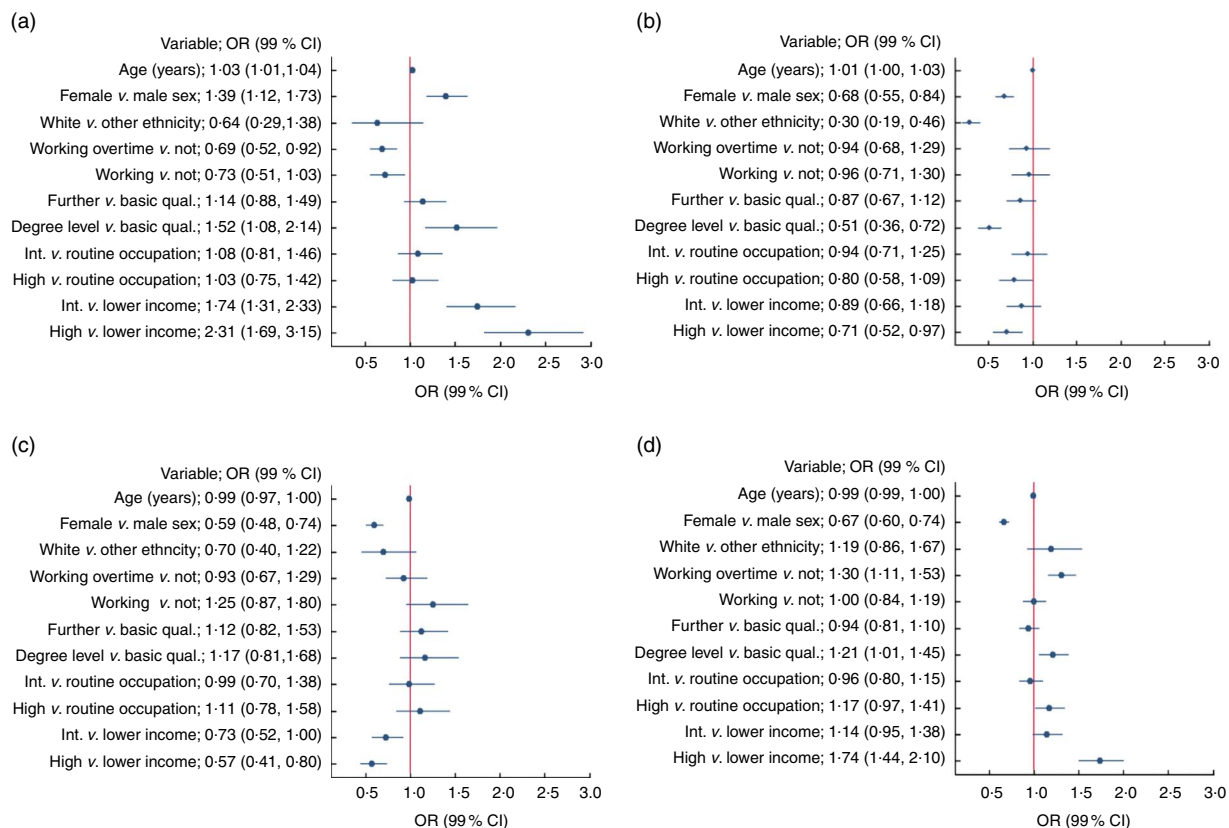 (a)
Variable; OR (99 % CI)
Age (years); 1·03 (1·01,1·04)
Female v. male sex; 1·39 (1·12, 1·73)
White v. other ethnicity; 0·64 (0·29,1·38)
Working overtime v. not; 0·69 (0·52, 0·92)
Working v. not; 0·73 (0·51, 1·03)
Further v. basic qual.; 1·14 (0·88, 1·49)
Degree level v. basic qual.; 1·52 (1·08, 2·14)
Int. v. routine occupation; 1·08 (0·81, 1·46)
High v. routine occupation; 1·03 (0·75, 1·42)
Int. v. lower income; 1·74 (1·31, 2·33)
High v. lower income; 2·31 (1·69, 3·15)
0·5 1·0 1·5 2·0 2·5 3·0
OR (99 % CI)
(b)
Variable; OR (99 % CI)
Age (years); 1·01 (1·00, 1·03)
Female v. male sex; 0·68 (0·55, 0·84)
White v. other ethnicity; 0·30 (0·19, 0·46)
Working overtime v. not; 0·94 (0·68, 1·29)
Working v. not; 0·96 (0·71, 1·30)
Further v. basic qual.; 0·87 (0·67, 1·12)
Degree level v. basic qual.; 0·51 (0·36, 0·72)
Int. v. routine occupation; 0·94 (0·71, 1·25)
High v. routine occupation; 0·80 (0·58, 1·09)
Int. v. lower income; 0·89 (0·66, 1·18)
High v. lower income; 0·71 (0·52, 0·97)
0·5 1·0 1·5 2·0 2·5 3·0
OR (99 % CI)
(c)
Variable; OR (99 % CI)
Age (years); 0·99 (0·97, 1·00)
Female v. male sex; 0·59 (0·48, 0·74)
White v. other ethncity; 0·70 (0·40, 1·22)
Working overtime v. not; 0·93 (0·67, 1·29)
Working v. not; 1·25 (0·87, 1·80)
Further v. basic qual.; 1·12 (0·82, 1·53)
Degree level v. basic qual.; 1·17 (0·81,1·68)
Int. v. routine occupation; 0·99 (0·70, 1·38)
High v. routine occupation; 1·11 (0·78, 1·58)
Int. v. lower income; 0·73 (0·52, 1·00)
High v. lower income; 0·57 (0·41, 0·80)
0·5 1·0 1·5 2·0 2·5 3·0
OR (99 % CI)
(d)
Variable; OR (99 % CI)
Age (years); 0·99 (0·99, 1·00)
Female v. male sex; 0·67 (0·60, 0·74)
White v. other ethnicity; 1·19 (0·86, 1·67)
Working overtime v. not; 1·30 (1·11, 1·53)
Working v. not; 1·00 (0·84, 1·19)
Further v. basic qual.; 0·94 (0·81, 1·10)
Degree level v. basic qual.; 1·21 (1·01, 1·45)
Int. v. routine occupation; 0·96 (0·80, 1·15)
High v. routine occupation; 1·17 (0·97, 1·41)
Int. v. lower income; 1·14 (0·95, 1·38)
High v. lower income; 1·74 (1·44, 2·10)
0·5 1·0 1·5 2·0 2·5 3·0
OR (99 % CI)